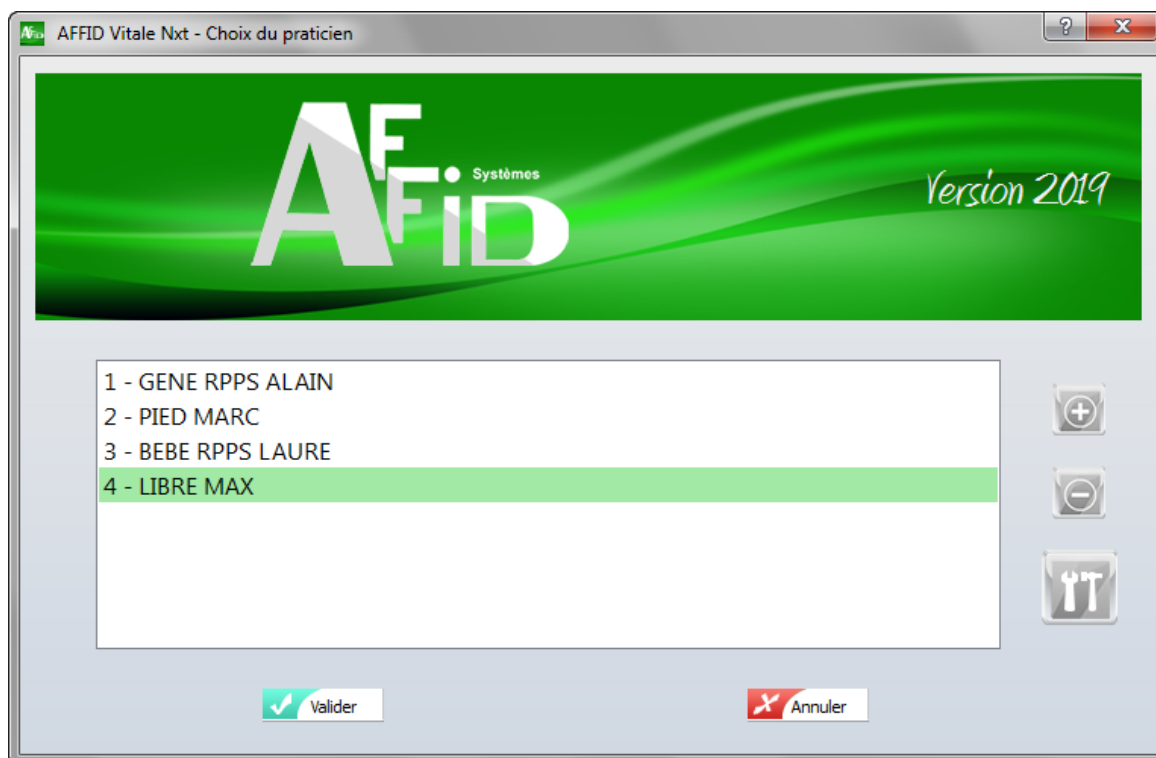 AFFID Vitale Nxt - Choix du praticien
AFFiD Systèmes
Version 2019
1 - GENE RPPS ALAIN
2 - PIED MARC
3 - BEBE RPPS LAURE
4 - LIBRE MAX
Valider
Annuler